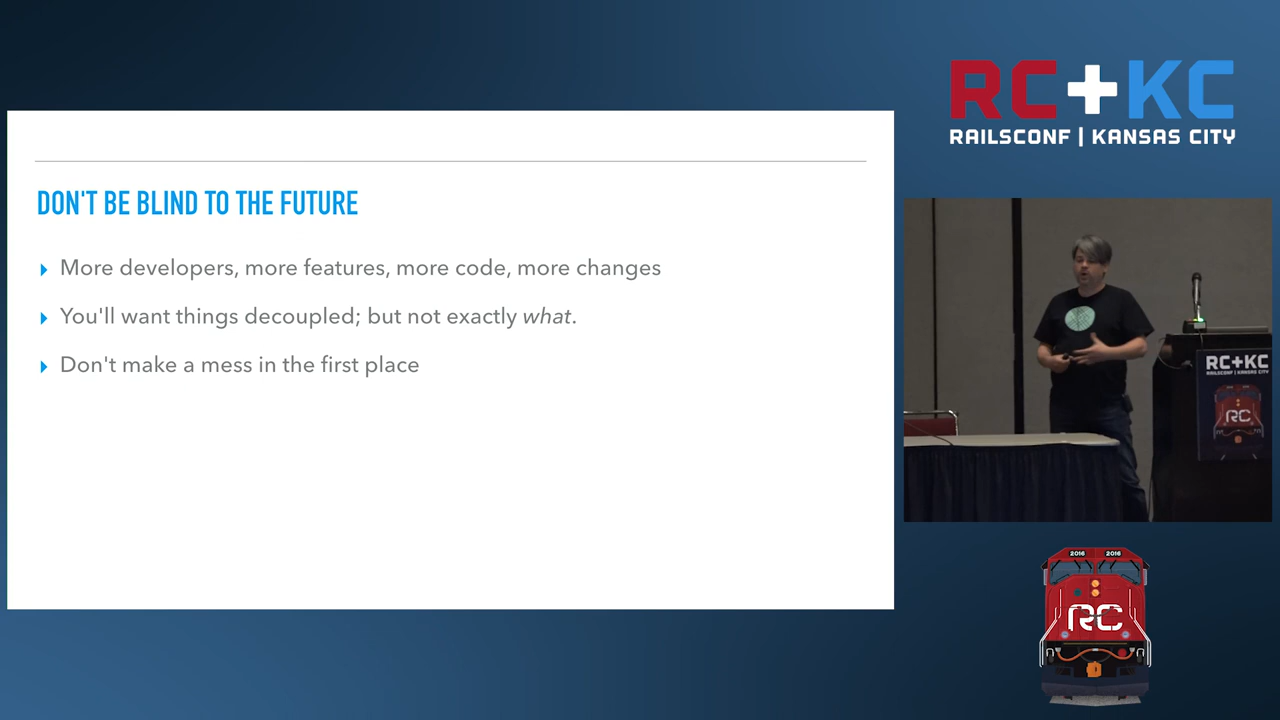 RC+KC
RAILSCONF | KANSAS CITY
DON'T BE BLIND TO THE FUTURE
More developers, more features, more code, more changes
You'll want things decoupled; but not exactly what.
Don't make a mess in the first place
RC+KC
RAILSCONF | KANSAS CITY
RC
2016 2016
RC